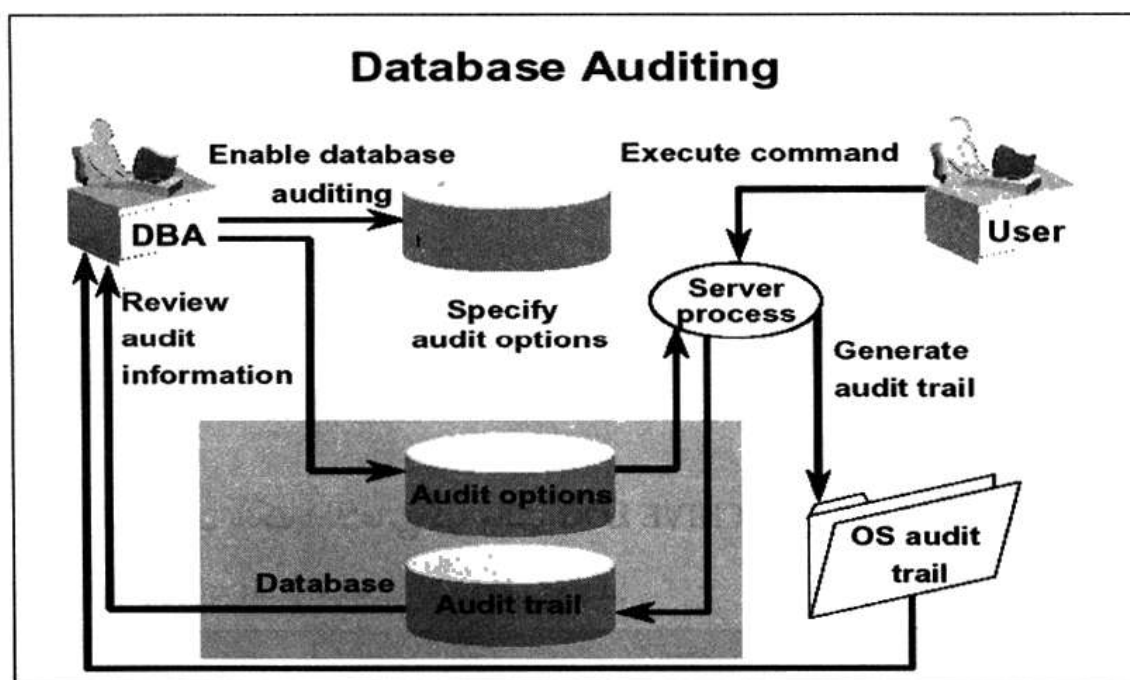 Database Auditing
Enable database
auditing
DBA
Execute command
User
Server
process
Specify
audit options
Review
audit
information
Generate
audit trail
Audit options
OS audit
trail
Database
Audit trail